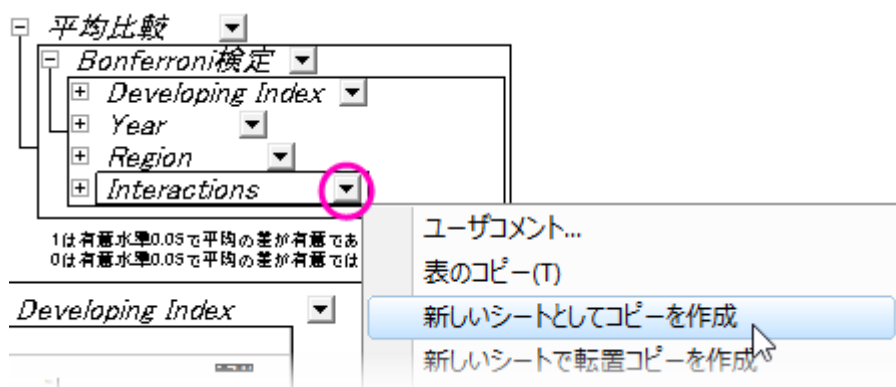 平均比較
Bonferroni検定
Developing Index
Year
Region
Interactions
1は有意水準0.05で平均の差が有意であ
0は有意水準0.05で平均の差が有意では
Developing Index
ユーザコメント...
表のコピー(T)
新しいシートとしてコピーを作成
新しいシートで転置コピーを作成